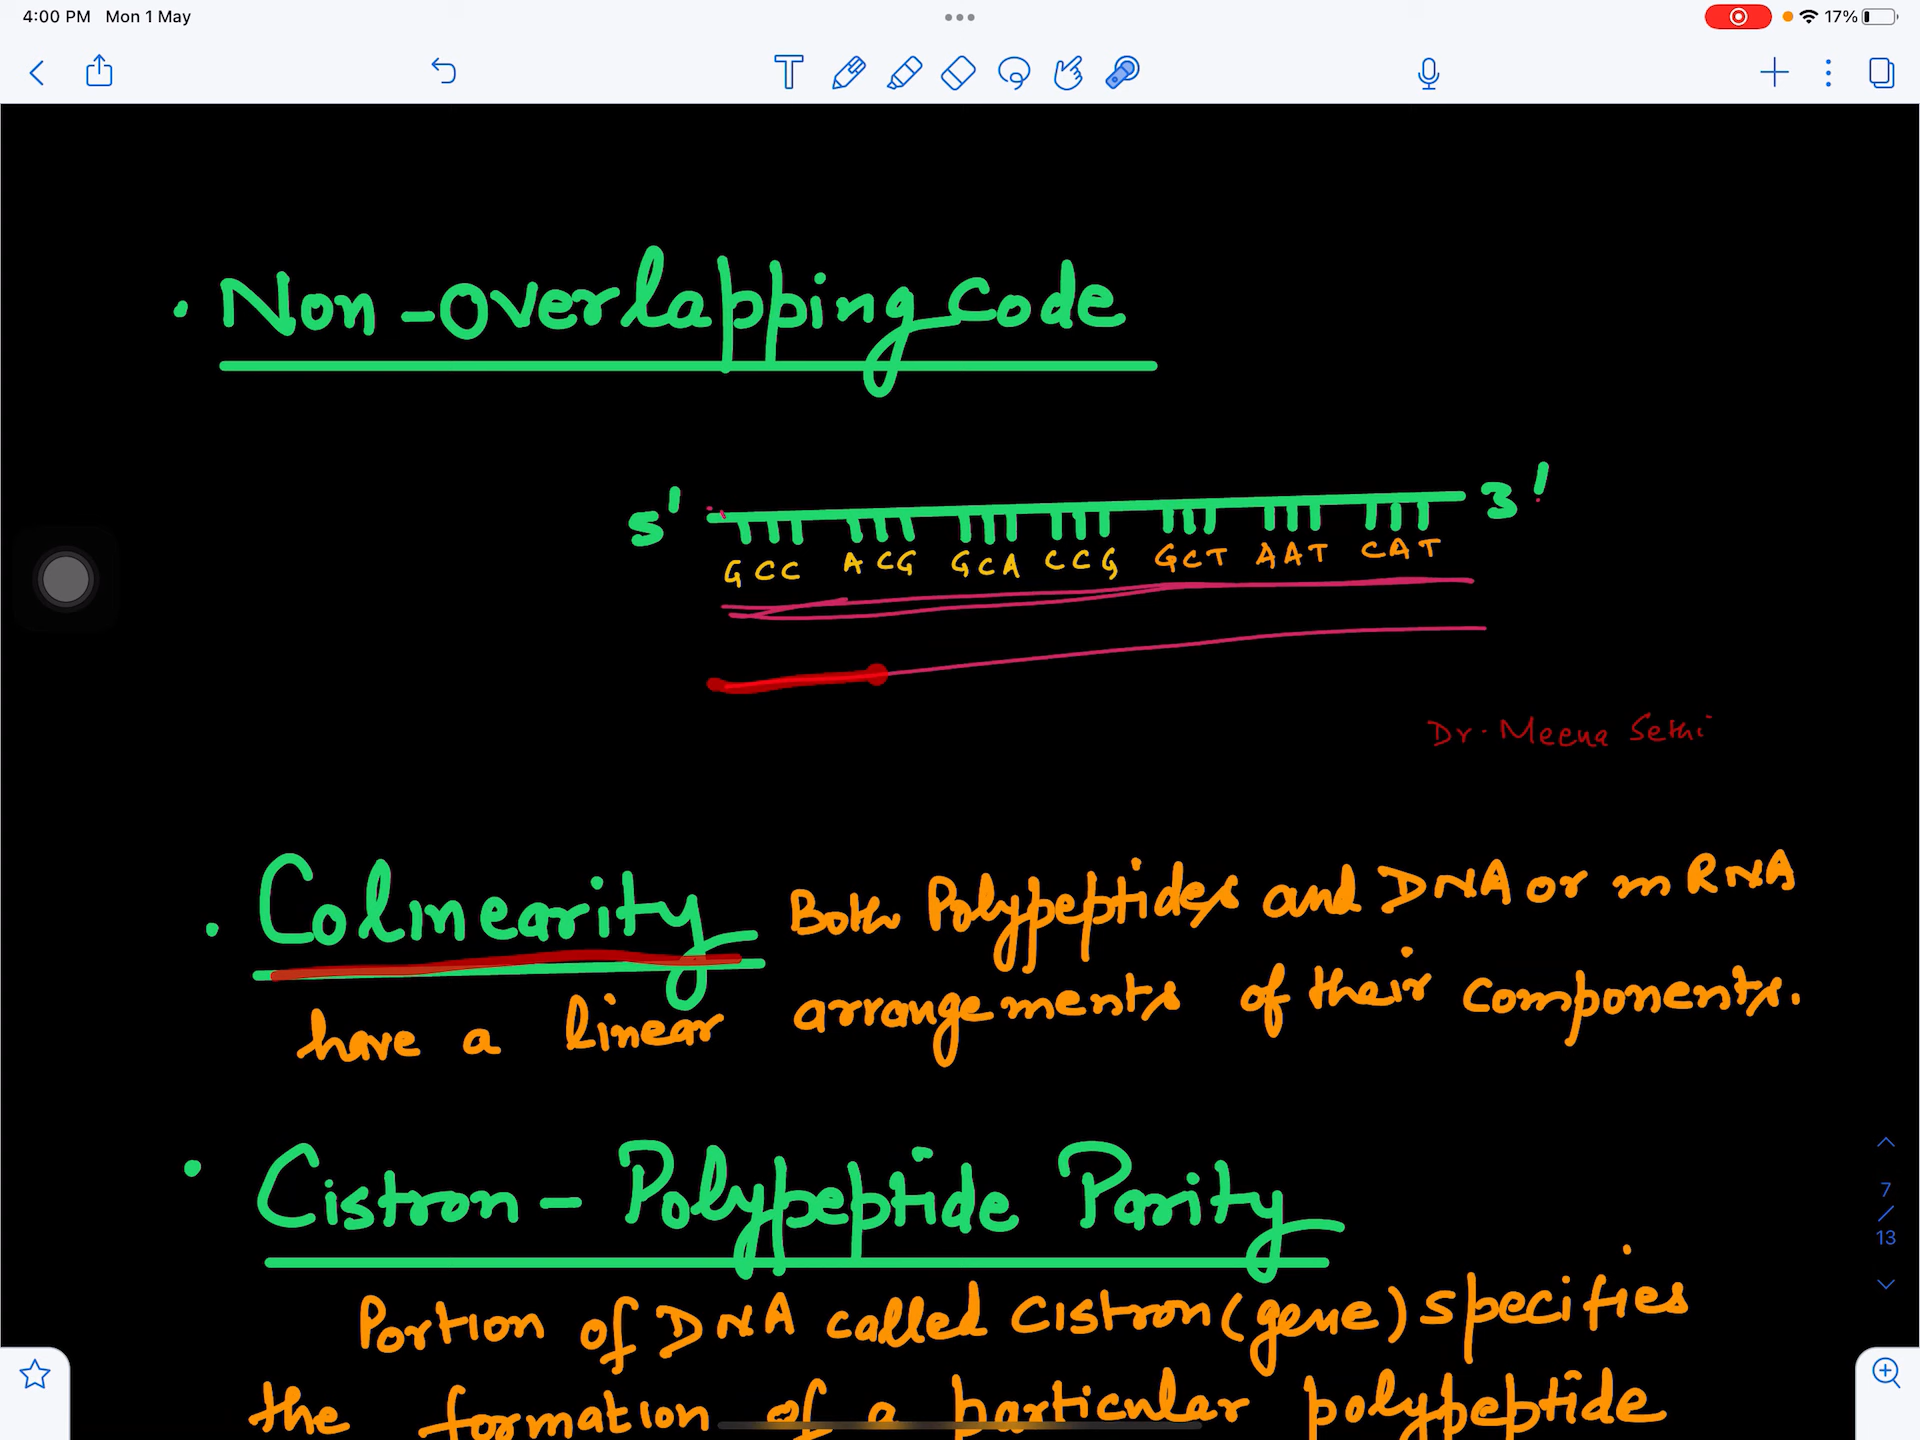 4:00 PM Mon 1 May
17%
T
• Non-Overlapping Code
5' 3'
GCC ACG GCA CCG GCT AAT CAT
Dr. Meena Sethi
• Colinearity Both Polypeptides and DNA or mRNA
have a linear arrangements of their components.
• Cistron - Polypeptide Parity
Portion of DNA called Cistron (gene) specifies
the formation of a particular polypeptide
7
/
13